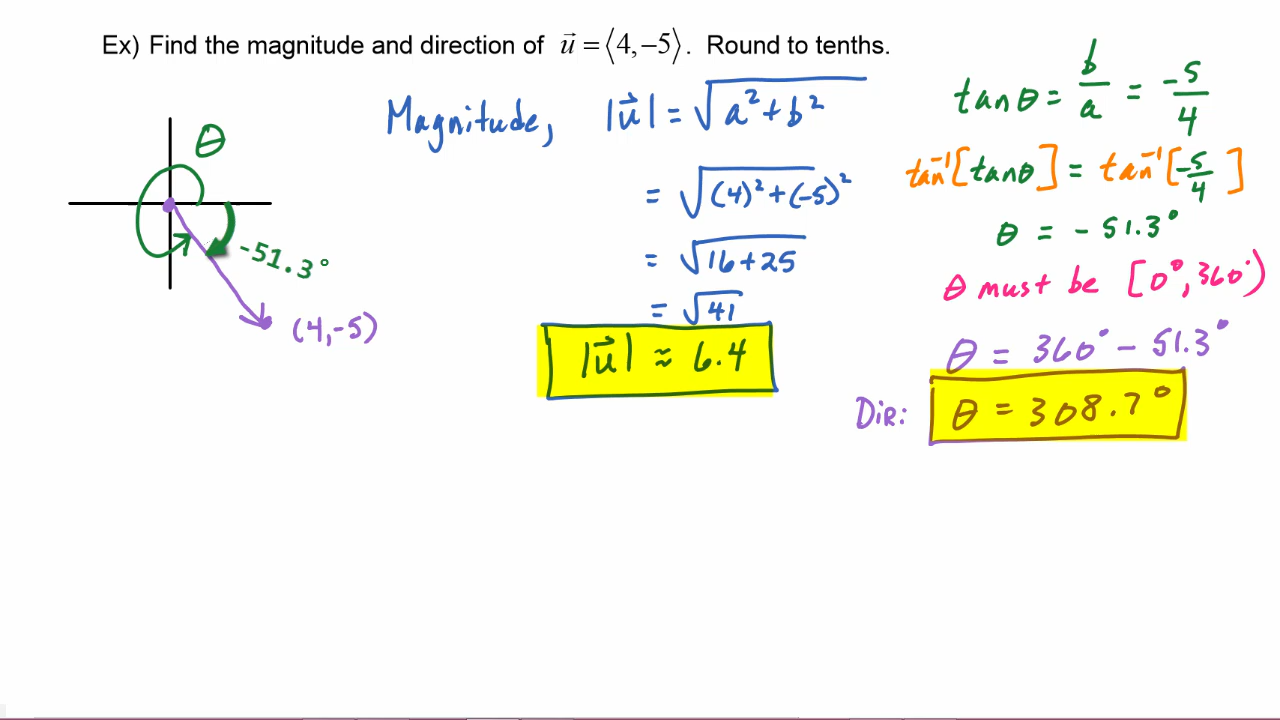 Ex) Find the magnitude and direction of u⃗ = ⟨4, −5⟩. Round to tenths.
θ
-51.3°
(4,-5)
Magnitude, |u⃗| = √(a² + b²)
= √((4)² + (-5)²)
= √(16+25)
= √41
|u⃗| ≈ 6.4
tanθ = b/a = -5/4
tan⁻¹[tanθ] = tan⁻¹[-5/4]
θ = -51.3°
θ must be [0°, 360°)
θ = 360° - 51.3°
Dir: θ = 308.7°